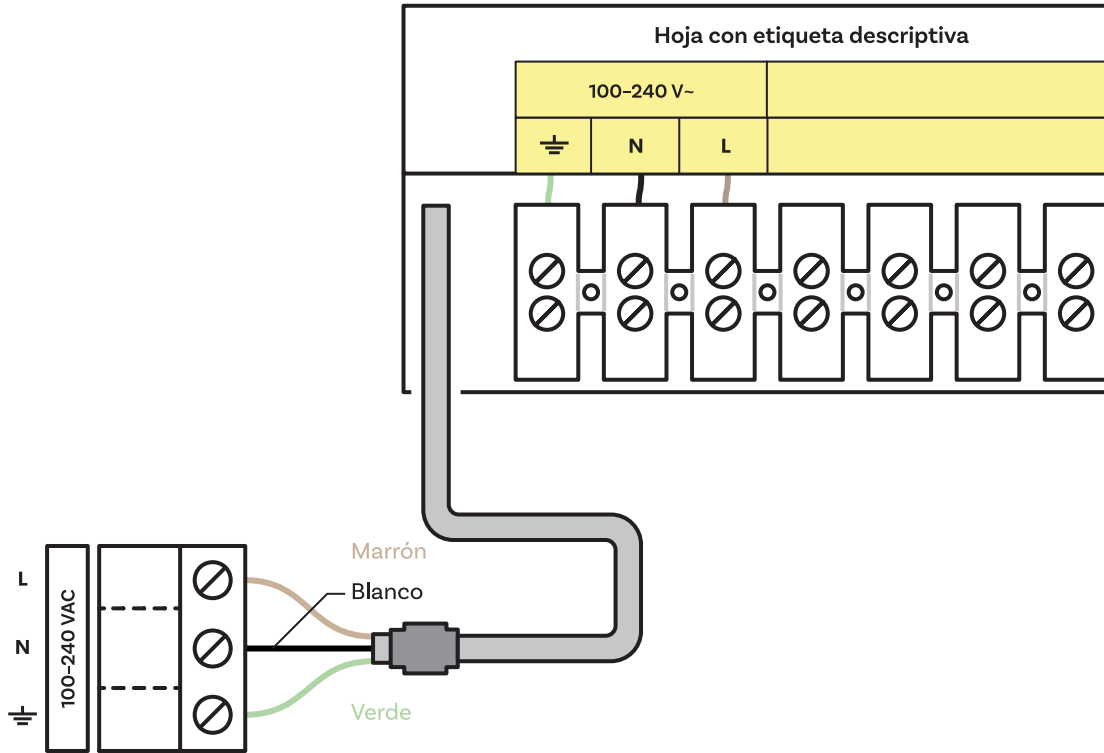 Hoja con etiqueta descriptiva
100–240 V~
N
L
Marrón
Blanco
L
N
100–240 VAC
Verde